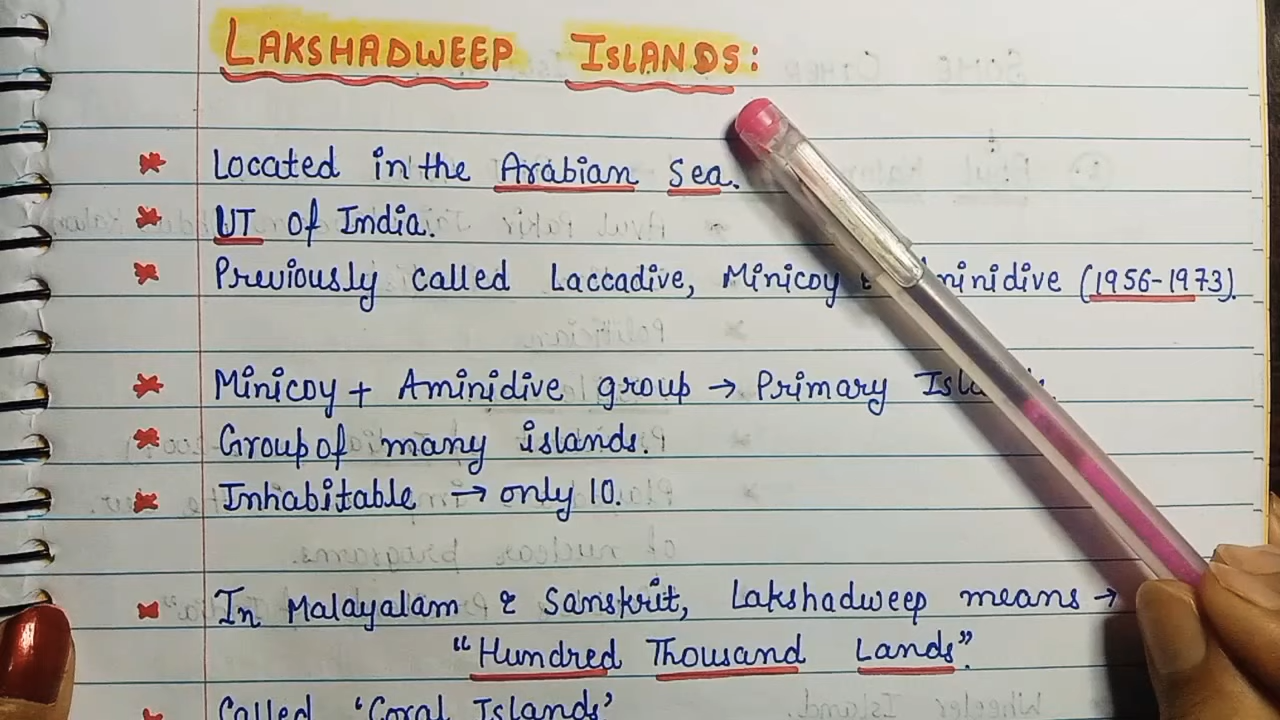 LAKSHADWEEP ISLANDS:
Located in the Arabian Sea.
UT of India.
Previously called Laccadive, Minicoy & Aminidive (1956-1973).
Minicoy + Aminidive group → Primary
Group of many islands.
Inhabitable → only 10.
In Malayalam & Sanskrit, Lakshadweep means →
"Hundred Thousand Lands".
Called 'Coral Islands'